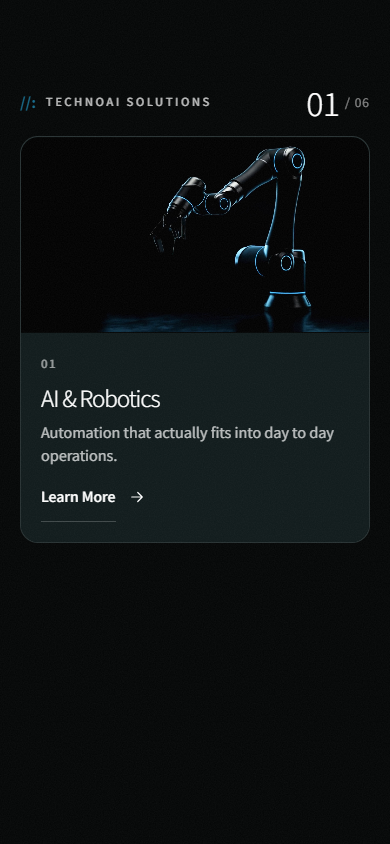 //: TECHNOAI SOLUTIONS
01 / 06
01
AI & Robotics
Automation that actually fits into day to day
operations.
Learn More →